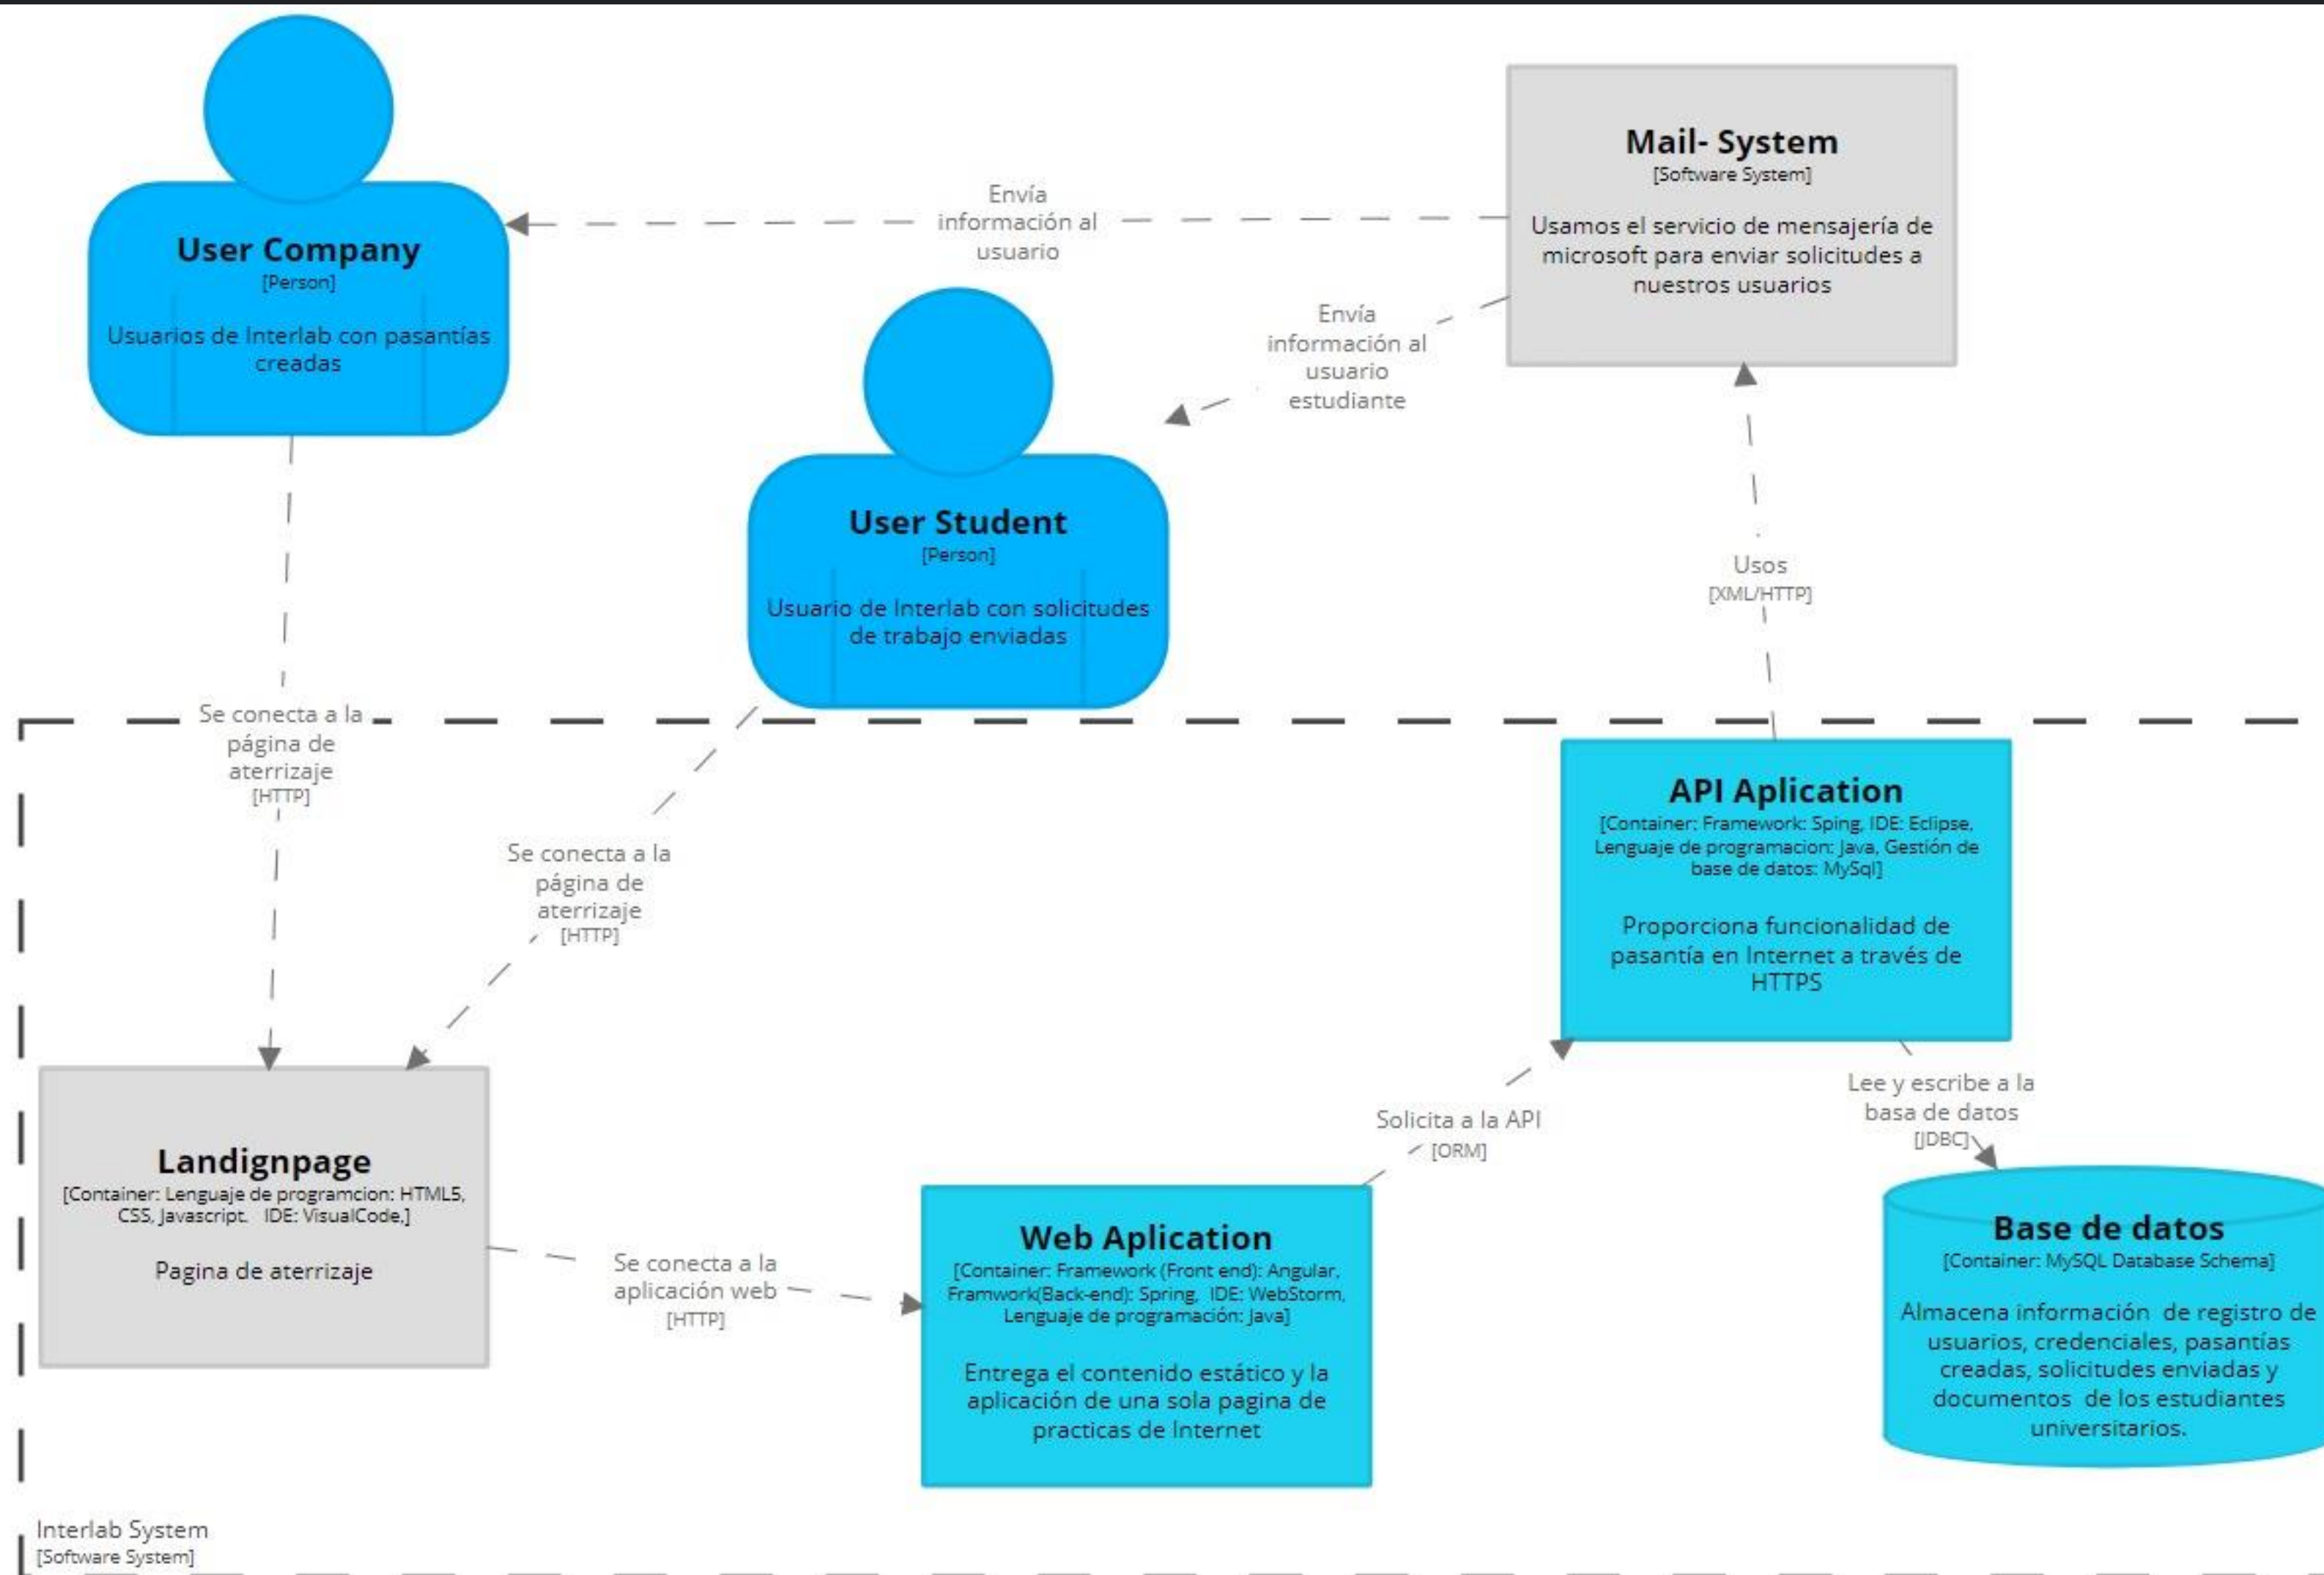 User Company
[Person]
Usuarios de Interlab con pasantías
creadas
Envía
información al
usuario
Mail- System
[Software System]
Usamos el servicio de mensajería de
microsoft para enviar solicitudes a
nuestros usuarios
Envía
información al
usuario
estudiante
User Student
[Person]
Usuario de Interlab con solicitudes
de trabajo enviadas
Usos
[XML/HTTP]
Se conecta a la
página de
aterrizaje
[HTTP]
Se conecta a la
página de
aterrizaje
[HTTP]
API Aplication
[Container: Framework: Sping, IDE: Eclipse,
Lenguaje de programacion: Java, Gestión de
base de datos: MySql]
Proporciona funcionalidad de
pasantía en Internet a través de
HTTPS
Landignpage
[Container: Lenguaje de programcion: HTML5,
CSS, Javascript. IDE: VisualCode,]
Pagina de aterrizaje
Se conecta a la
aplicación web
[HTTP]
Web Aplication
[Container: Framework (Front end): Angular,
Framwork(Back-end): Spring, IDE: WebStorm,
Lenguaje de programación: Java]
Entrega el contenido estático y la
aplicación de una sola pagina de
practicas de Internet
Solicita a la API
[ORM]
Lee y escribe a la
basa de datos
[JDBC]
Base de datos
[Container: MySQL Database Schema]
Almacena información de registro de
usuarios, credenciales, pasantías
creadas, solicitudes enviadas y
documentos de los estudiantes
universitarios.
Interlab System
[Software System]